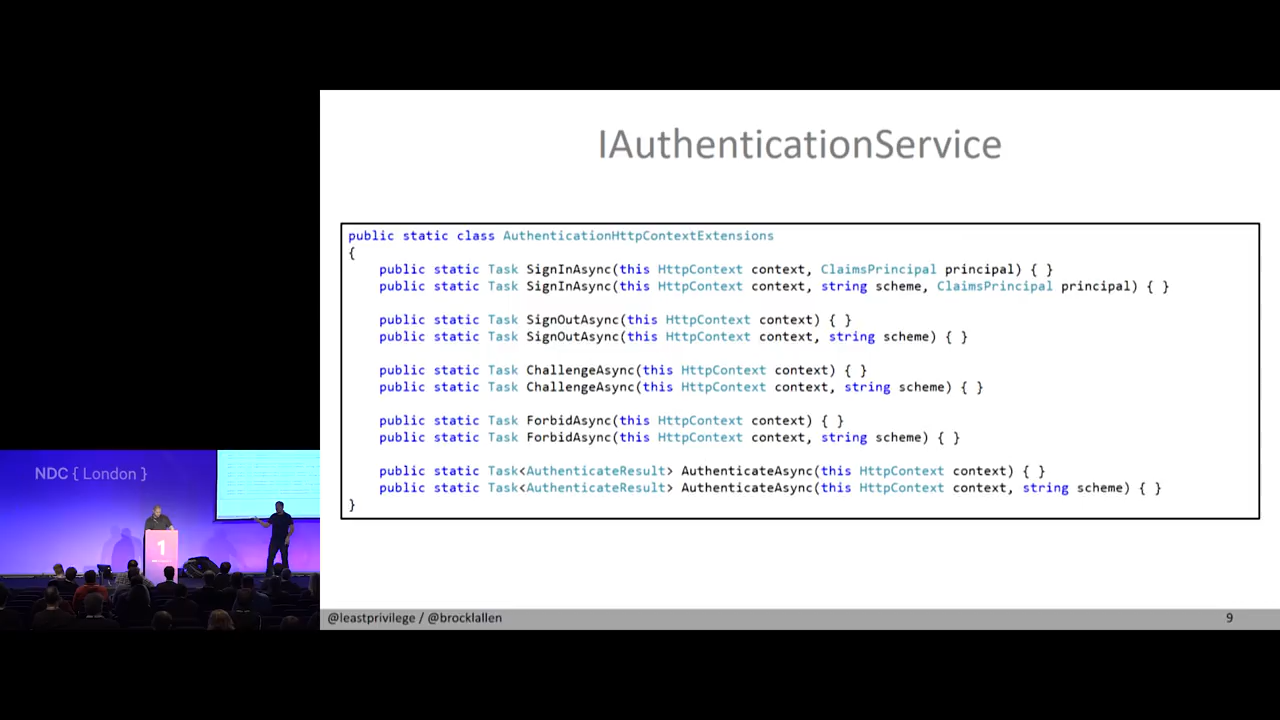 IAuthenticationService
public static class AuthenticationHttpContextExtensions
{
public static Task SignInAsync(this HttpContext context, ClaimsPrincipal principal) { }
public static Task SignInAsync(this HttpContext context, string scheme, ClaimsPrincipal principal) { }
public static Task SignOutAsync(this HttpContext context) { }
public static Task SignOutAsync(this HttpContext context, string scheme) { }
public static Task ChallengeAsync(this HttpContext context) { }
public static Task ChallengeAsync(this HttpContext context, string scheme) { }
public static Task ForbidAsync(this HttpContext context) { }
public static Task ForbidAsync(this HttpContext context, string scheme) { }
public static Task<AuthenticateResult> AuthenticateAsync(this HttpContext context) { }
public static Task<AuthenticateResult> AuthenticateAsync(this HttpContext context, string scheme) { }
}
@leastprivilege / @brocklallen
9
NDC { London }
1